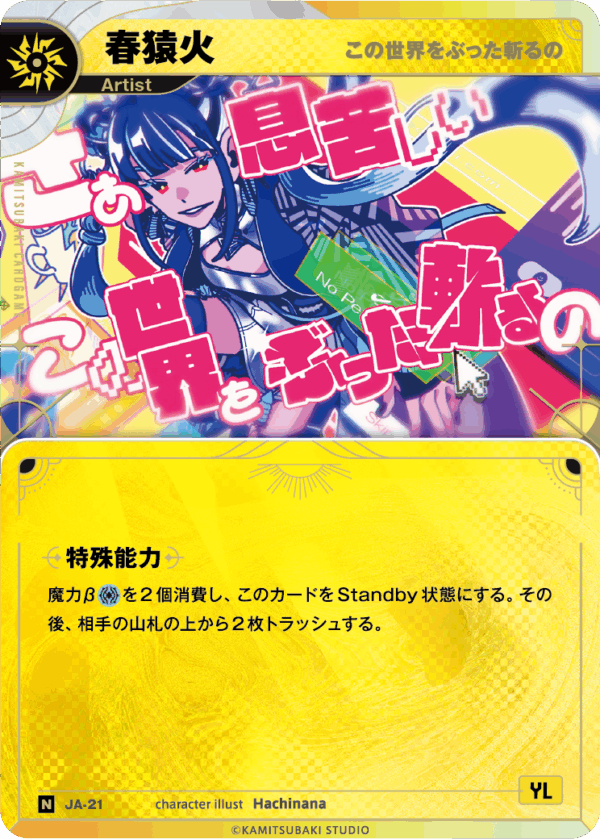 春猿火
この世界をぶった斬るの
Artist
KAMITSUBAKI CARDGAM
息苦しい
この世界をぶった斬るの
No Pe
特殊能力
魔力βを2個消費し、このカードをStandby状態にする。その
後、相手の山札の上から2枚トラッシュする。
YL
N JA-21 character illust Hachinana
©KAMITSUBAKI STUDIO